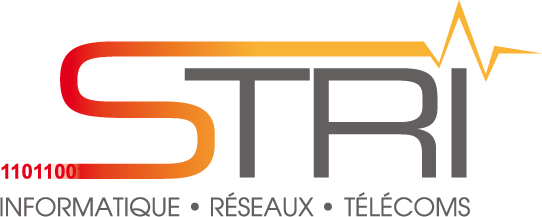 STRI
1101100
INFORMATIQUE • RÉSEAUX • TÉLÉCOMS